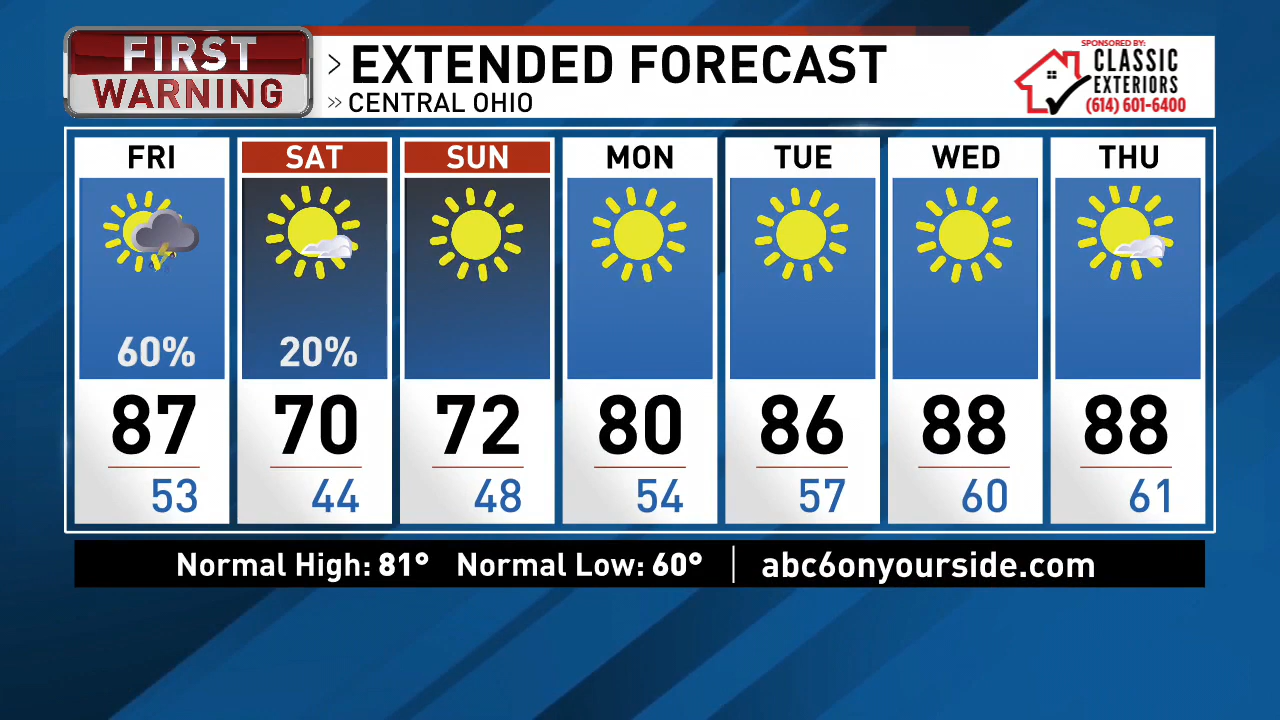 FIRST
WARNING
> EXTENDED FORECAST
» CENTRAL OHIO
SPONSORED BY:
CLASSIC
EXTERIORS
(614) 601-6400
FRI SAT SUN MON TUE WED THU
60% 20%
87 70 72 80 86 88 88
53 44 48 54 57 60 61
Normal High: 81° Normal Low: 60° | abc6onyourside.com